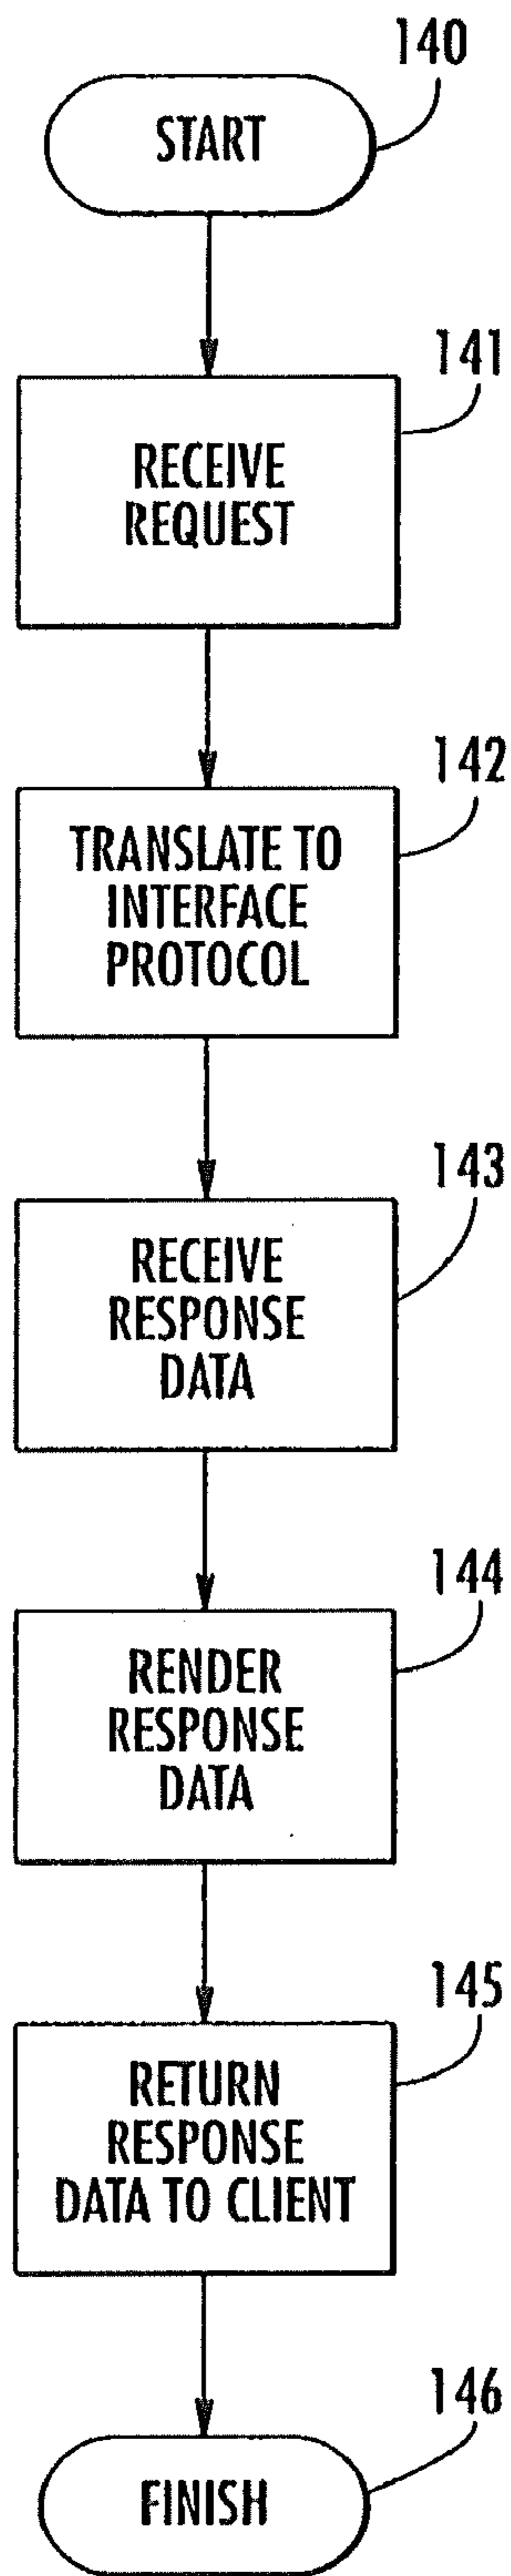 140
START
141
RECEIVE
REQUEST
142
TRANSLATE TO
INTERFACE
PROTOCOL
143
RECEIVE
RESPONSE
DATA
144
RENDER
RESPONSE
DATA
145
RETURN
RESPONSE
DATA TO CLIENT
146
FINISH